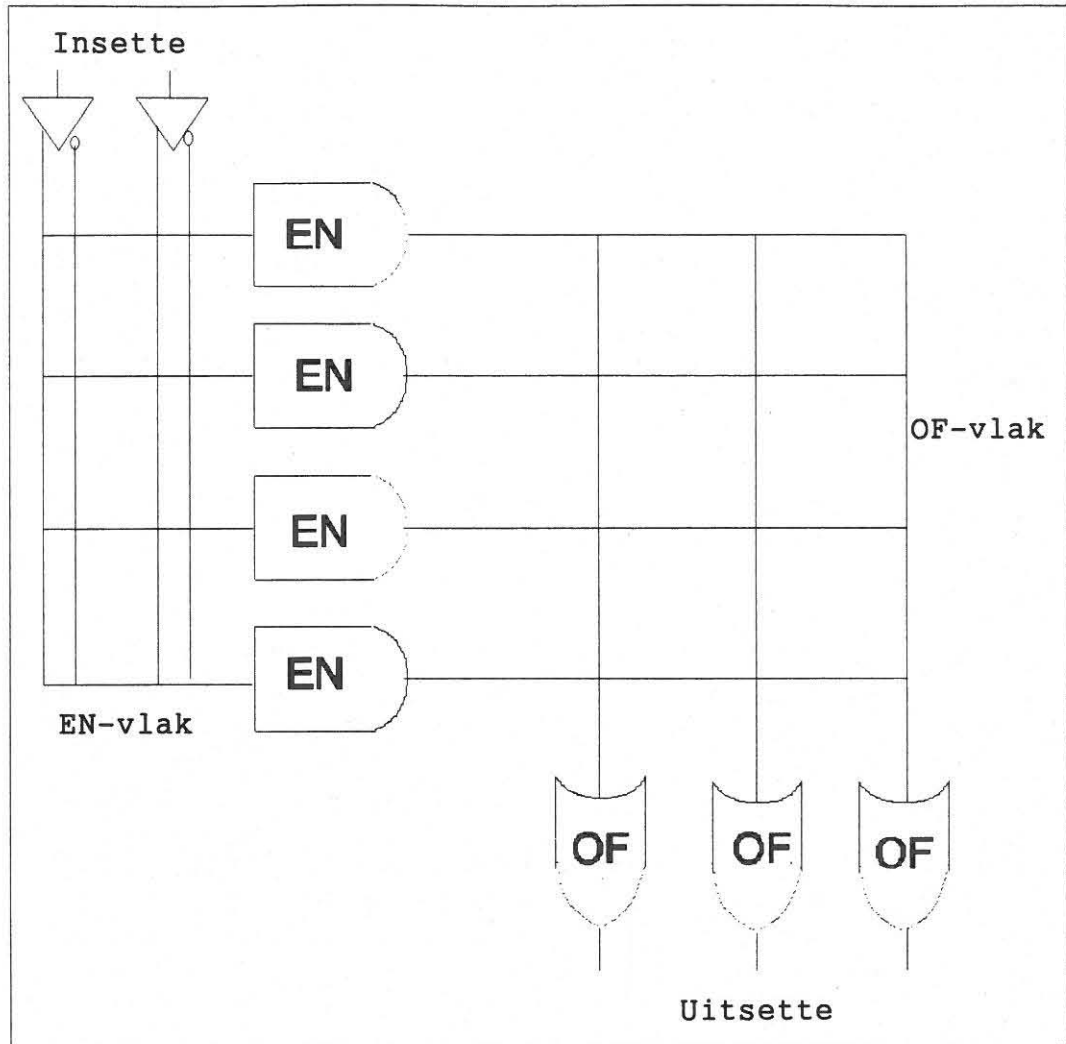 Insette
EN
EN
OF-vlak
EN
EN
EN-vlak
OF
OF
OF
Uitsette